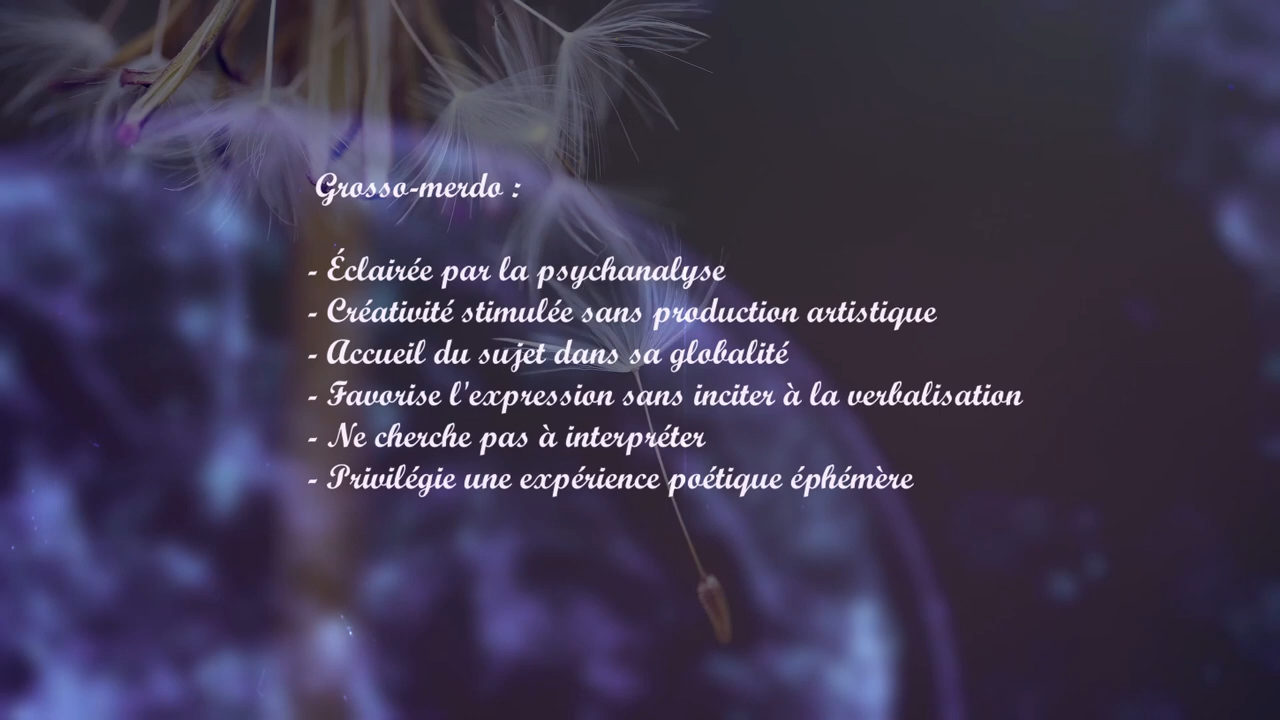 Grosso-merdo :
- Éclairée par la psychanalyse
- Créativité stimulée sans production artistique
- Accueil du sujet dans sa globalité
- Favorise l'expression sans inciter à la verbalisation
- Ne cherche pas à interpréter
- Privilégie une expérience poétique éphémère